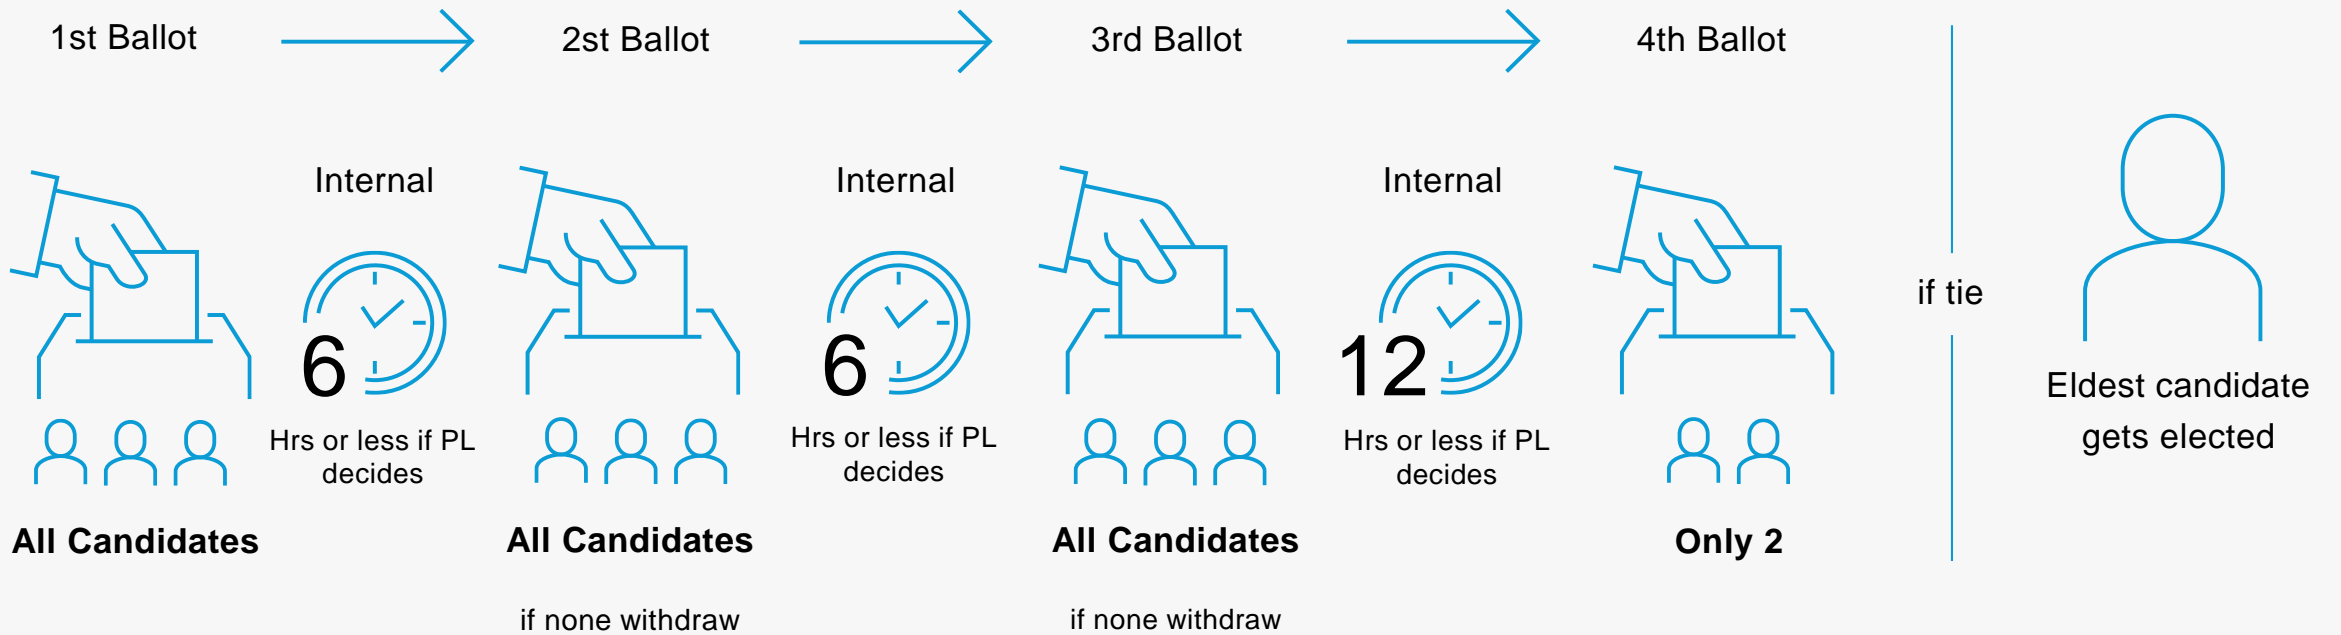 1st Ballot
2st Ballot
3rd Ballot
4th Ballot
Internal
Internal
Internal
6
6
12
Hrs or less if PL
decides
Hrs or less if PL
decides
Hrs or less if PL
decides
All Candidates
All Candidates
All Candidates
Only 2
if none withdraw
if none withdraw
if tie
Eldest candidate
gets elected